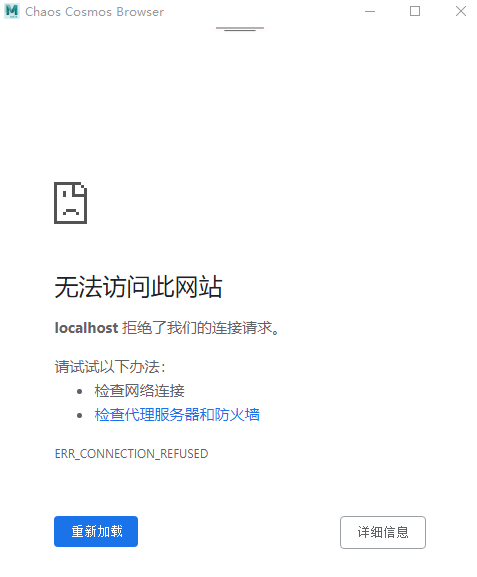 Chaos Cosmos Browser
无法访问此网站
localhost 拒绝了我们的连接请求。
请试试以下办法：
检查网络连接
检查代理服务器和防火墙
ERR_CONNECTION_REFUSED
重新加载
详细信息